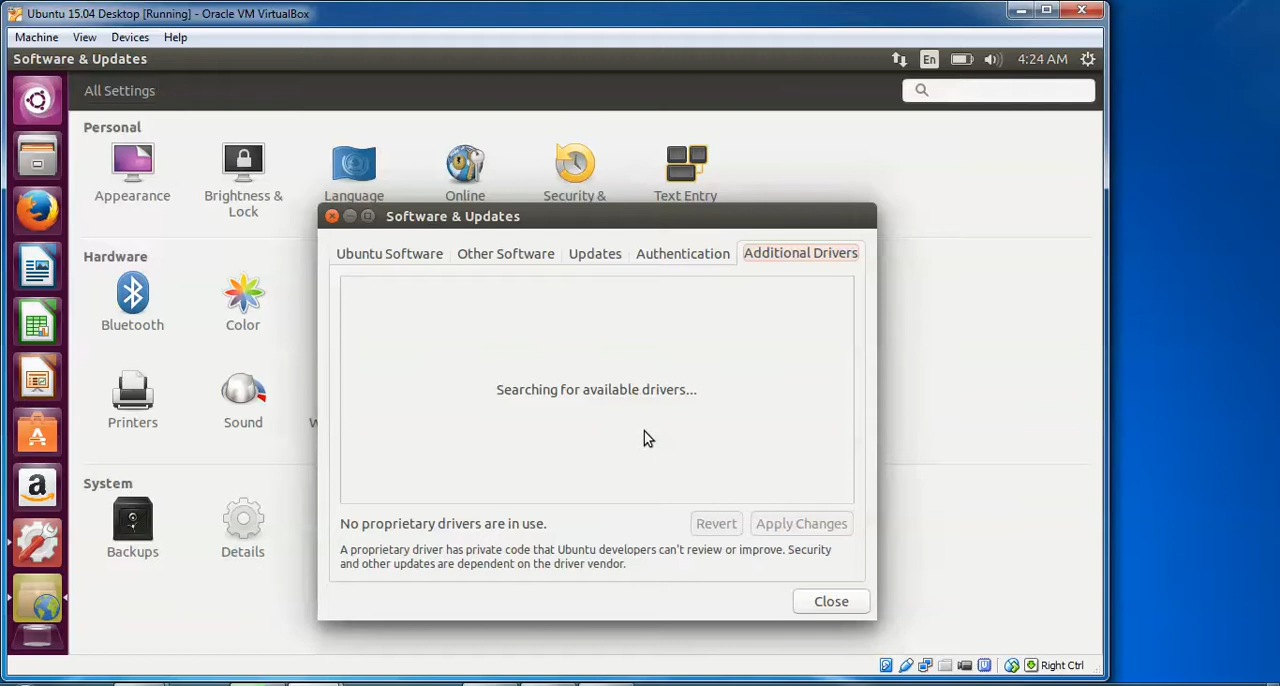 Ubuntu 15.04 Desktop [Running] - Oracle VM VirtualBox
Machine View Devices Help
Software & Updates En 4:24 AM
All Settings
Personal
Appearance
Brightness &
Lock
Language
Online
Security &
Text Entry
Hardware
Bluetooth
Color
Printers
Sound
W
System
Backups
Details
Software & Updates
Ubuntu Software Other Software Updates Authentication Additional Drivers
Searching for available drivers...
No proprietary drivers are in use. Revert Apply Changes
A proprietary driver has private code that Ubuntu developers can't review or improve. Security
and other updates are dependent on the driver vendor.
Close
Right Ctrl